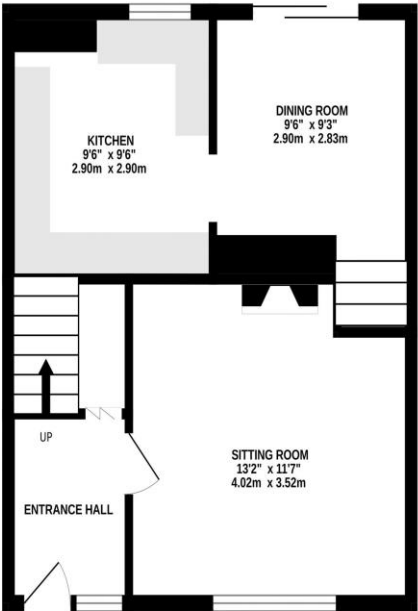 KITCHEN
9'6" x 9'6"
2.90m x 2.90m
DINING ROOM
9'6" x 9'3"
2.90m x 2.83m
UP
ENTRANCE HALL
SITTING ROOM
13'2" x 11'7"
4.02m x 3.52m